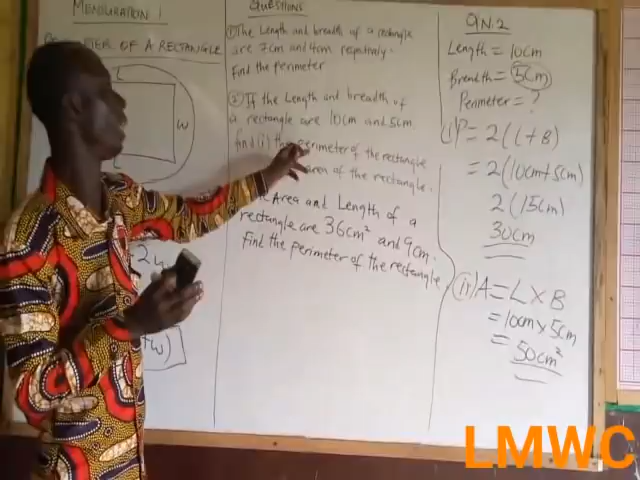 MENSURATION 1
OF A RECTANGLE
L
W
L
2w
+w)
QUESTIONS
① The Length and breadth of a rectangle
are 7cm and 4cm
Find the perimeter
② If the Length and breadth of
a rectangle are 10cm and 5cm
find (i) the perimeter of the rectangle
area of the rectangle.
Area and Length of a
rectangle are 36cm² and 9cm.
Find the perimeter of the rectangle
QN.2
Length = 10cm
Breadth = 5cm
Perimeter = ?
(i) P = 2(L+B)
= 2(10cm+5cm)
2(15cm)
30cm
(ii) A = L X B
= 10cm x 5cm
= 50cm²
LMWC